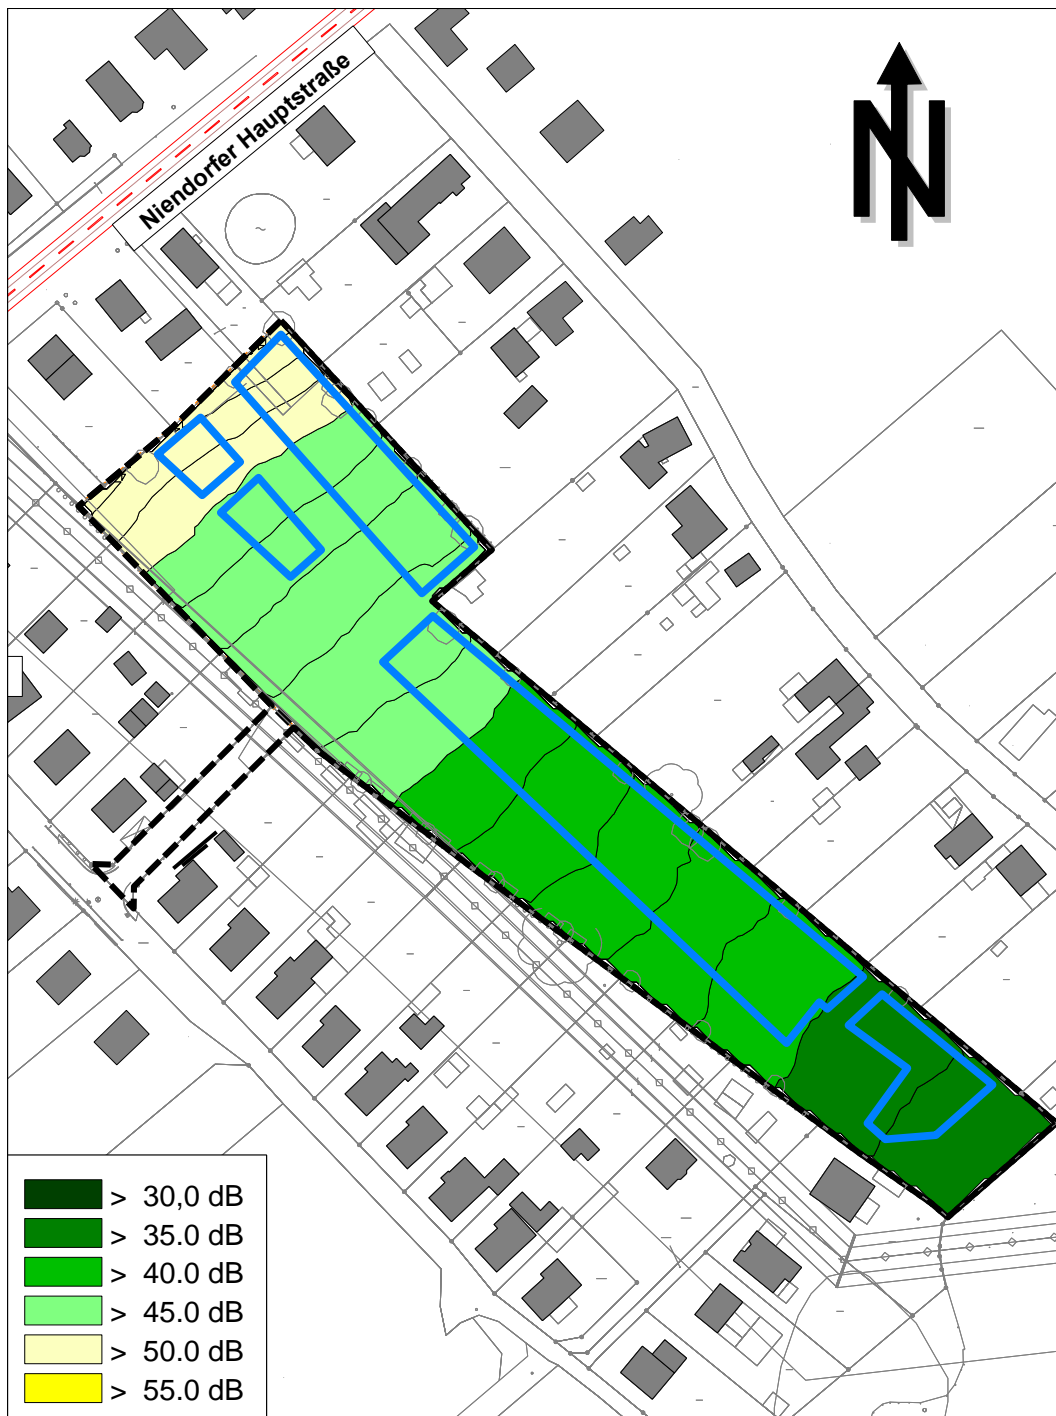 Niendorfer Hauptstraße
N
> 30,0 dB
> 35.0 dB
> 40.0 dB
> 45.0 dB
> 50.0 dB
> 55.0 dB